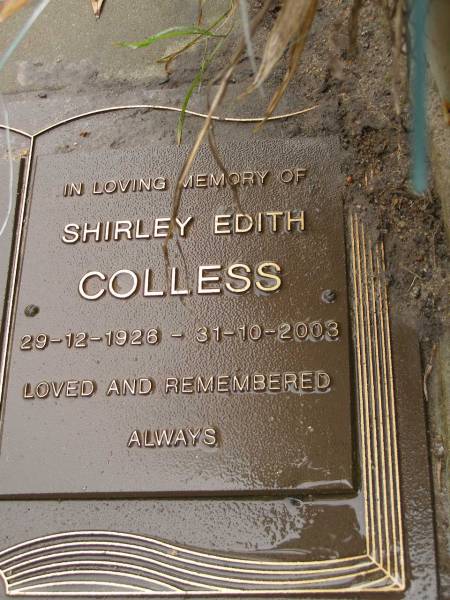 IN LOVING MEMORY OF
SHIRLEY EDITH
COLLESS
29-12-1926 - 31-10-2003
LOVED AND REMEMBERED
ALWAYS